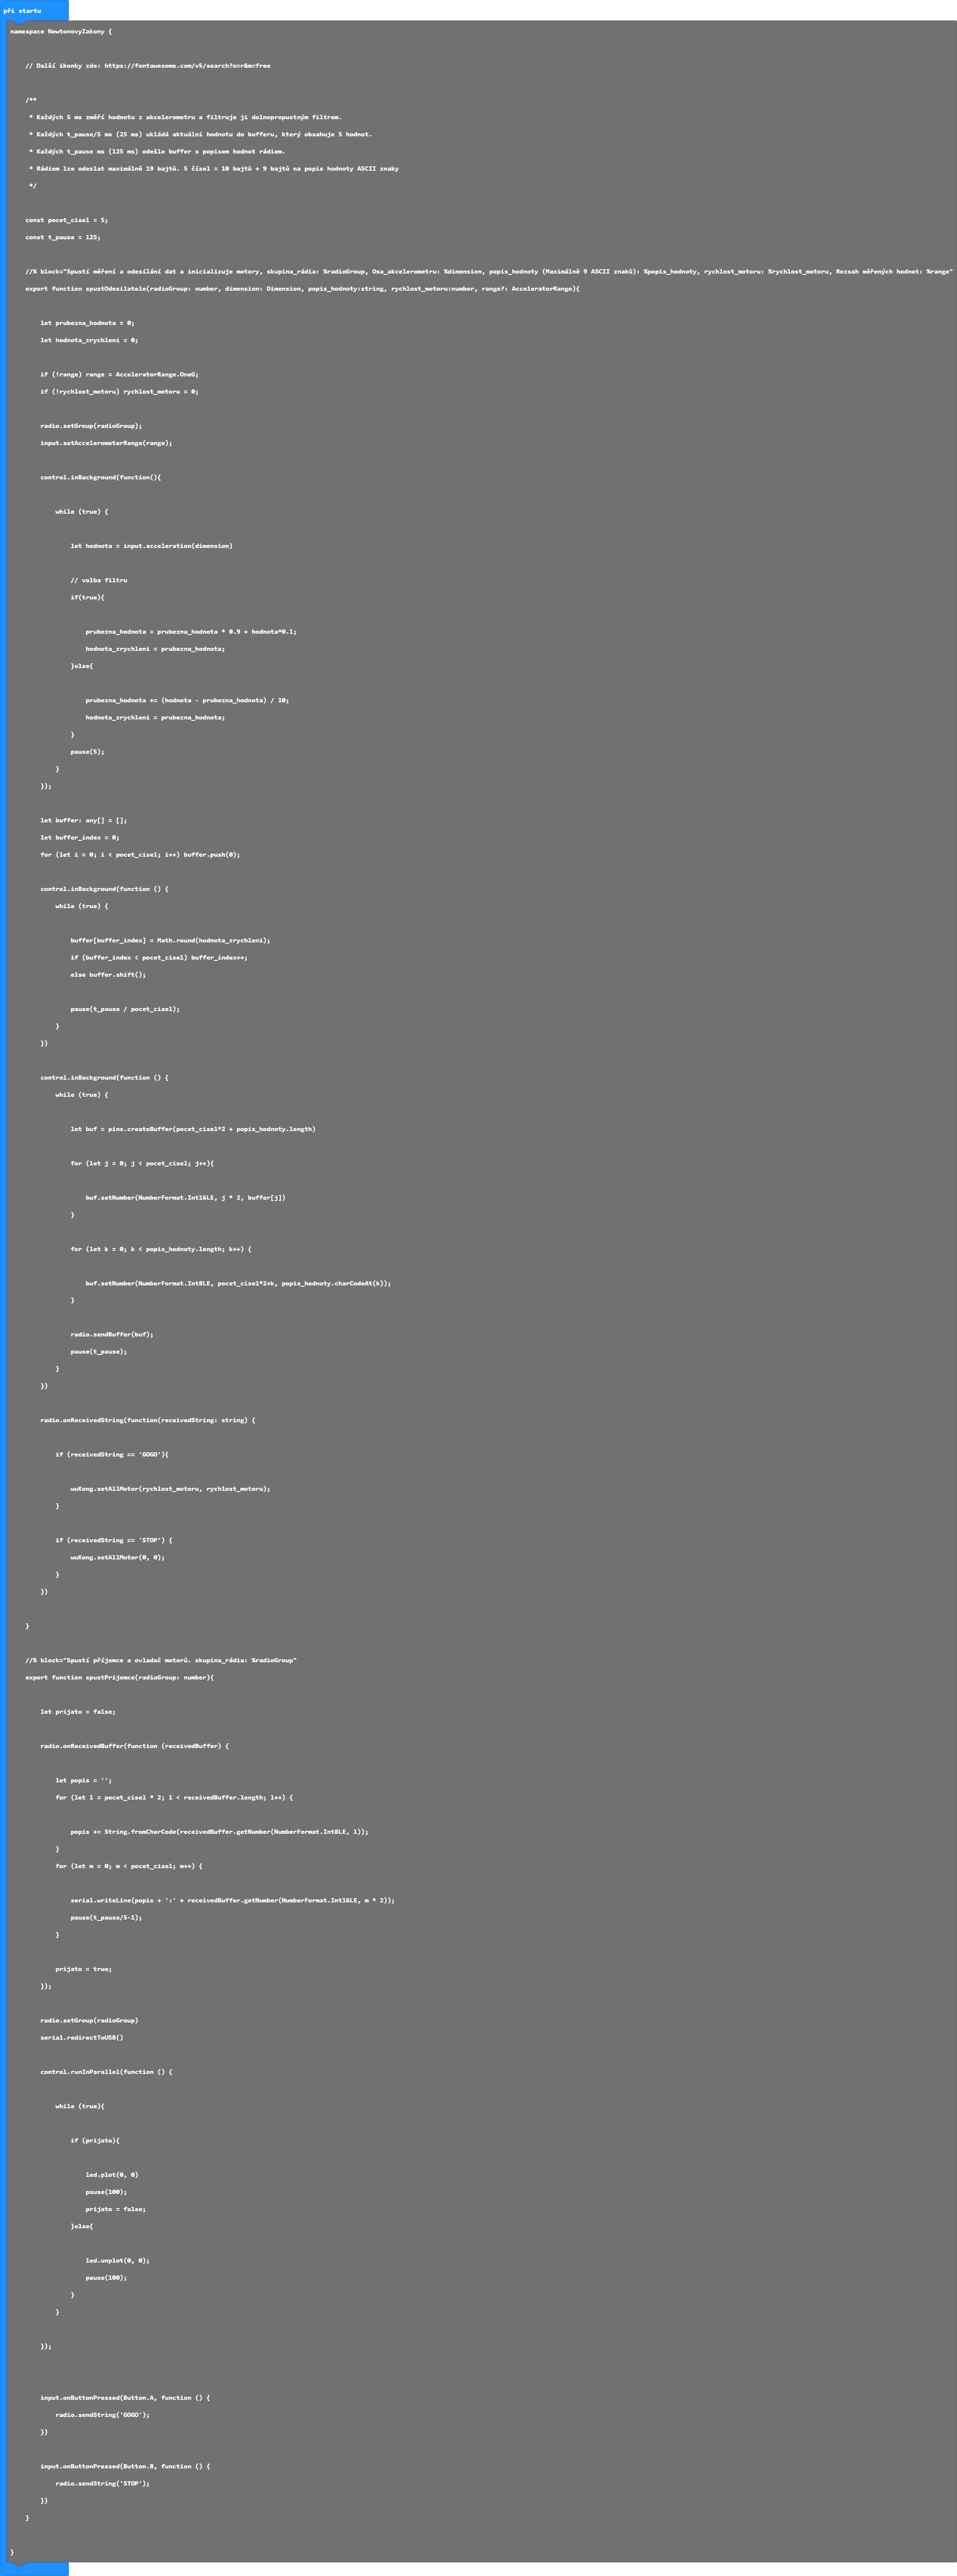 při startu
namespace NewtonovyZakony {
// Další ikonky zde: https://fontawesome.com/v5/search?o=r&m=free
/**
* Každých 5 ms změří hodnotu z akcelerometru a filtruje ji dolnopropustným filtrem.
* Každých t_pause/5 ms (25 ms) ukládá aktuální hodnotu do bufferu, který obsahuje 5 hodnot.
* Každých t_pause ms (125 ms) odešle buffer s popisem hodnot rádiem.
* Rádiem lze odeslat maximálně 19 bajtů. 5 čísel = 10 bajtů + 9 bajtů na popis hodnoty ASCII znaky
*/
const pocet_cisel = 5;
const t_pause = 125;
//% block="Spustí měření a odesílání dat a inicializuje motory, skupina_rádia: %radioGroup, Osa_akcelerometru: %dimension, popis_hodnoty (Maximálně 9 ASCII znaků): %popis_hodnoty, rychlost_motoru: %rychlost_motoru, Rozsah měřených hodnot: %range"
export function spustOdesilatele(radioGroup: number, dimension: Dimension, popis_hodnoty:string, rychlost_motoru:number, range?: AcceleratorRange){
let prubezna_hodnota = 0;
let hodnota_zrychleni = 0;
if (!range) range = AcceleratorRange.OneG;
if (!rychlost_motoru) rychlost_motoru = 0;
radio.setGroup(radioGroup);
input.setAccelerometerRange(range);
control.inBackground(function(){
while (true) {
let hodnota = input.acceleration(dimension)
// volba filtru
if(true){
prubezna_hodnota = prubezna_hodnota * 0.9 + hodnota*0.1;
hodnota_zrychleni = prubezna_hodnota;
}else{
prubezna_hodnota += (hodnota - prubezna_hodnota) / 10;
hodnota_zrychleni = prubezna_hodnota;
}
pause(5);
}
});
let buffer: any[] = [];
let buffer_index = 0;
for (let i = 0; i < pocet_cisel; i++) buffer.push(0);
control.inBackground(function () {
while (true) {
buffer[buffer_index] = Math.round(hodnota_zrychleni);
if (buffer_index < pocet_cisel) buffer_index++;
else buffer.shift();
pause(t_pause / pocet_cisel);
}
})
control.inBackground(function () {
while (true) {
let buf = pins.createBuffer(pocet_cisel*2 + popis_hodnoty.length)
for (let j = 0; j < pocet_cisel; j++){
buf.setNumber(NumberFormat.Int16LE, j * 2, buffer[j])
}
for (let k = 0; k < popis_hodnoty.length; k++) {
buf.setNumber(NumberFormat.Int8LE, pocet_cisel*2+k, popis_hodnoty.charCodeAt(k));
}
radio.sendBuffer(buf);
pause(t_pause);
}
})
radio.onReceivedString(function(receivedString: string) {
if (receivedString == 'GOGO'){
wuKong.setAllMotor(rychlost_motoru, rychlost_motoru);
}
if (receivedString == 'STOP') {
wuKong.setAllMotor(0, 0);
}
})
}
//% block="Spustí příjemce a ovladač motorů. skupina_rádia: %radioGroup"
export function spustPrijemce(radioGroup: number){
let prijato = false;
radio.onReceivedBuffer(function (receivedBuffer) {
let popis = '';
for (let l = pocet_cisel * 2; l < receivedBuffer.length; l++) {
popis += String.fromCharCode(receivedBuffer.getNumber(NumberFormat.Int8LE, l));
}
for (let m = 0; m < pocet_cisel; m++) {
serial.writeLine(popis + ':' + receivedBuffer.getNumber(NumberFormat.Int16LE, m * 2));
pause(t_pause/5-1);
}
prijato = true;
});
radio.setGroup(radioGroup)
serial.redirectToUSB()
control.runInParallel(function () {
while (true){
if (prijato){
led.plot(0, 0)
pause(100);
prijato = false;
}else{
led.unplot(0, 0);
pause(100);
}
}
});
input.onButtonPressed(Button.A, function () {
radio.sendString('GOGO');
})
input.onButtonPressed(Button.B, function () {
radio.sendString('STOP');
})
}
}